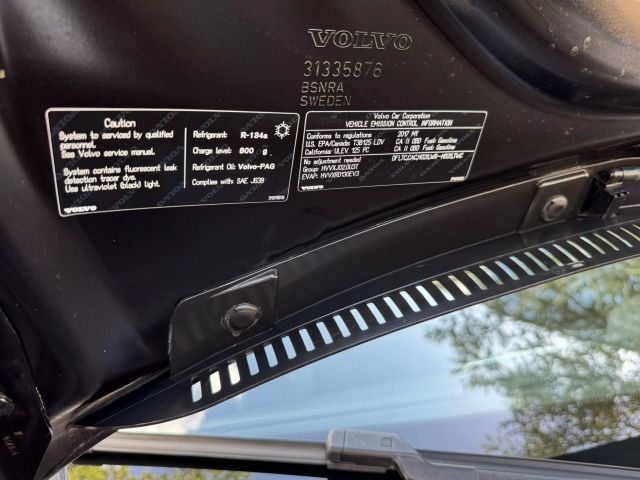 VOLVO
31335876
BSNRA
SWEDEN
Caution
System to serviced by qualified
personnel.
See Volvo service manual.
System contains fluorescent leak
detection tracer dye.
Use ultraviolet (black) light.
VOLVO
Refrigerant: R-134a
Charge level: 800 g
Refrigerant Oil: Volvo-PAG
Complies with: SAE J639
Volvo Car Corporation
VEHICLE EMISSION CONTROL INFORMATION
Conforms to regulations: 2017 MY
U.S. EPA/Canada: T3B125 LDV CA II OBD Fuel: Gasoline
California: ULEV 125 PC CA II OBD Fuel: Gasoline
No adjustment needed
Group: HVVXJ02.0U3T
EVAP: HVVXR0130EV3
VOLVO